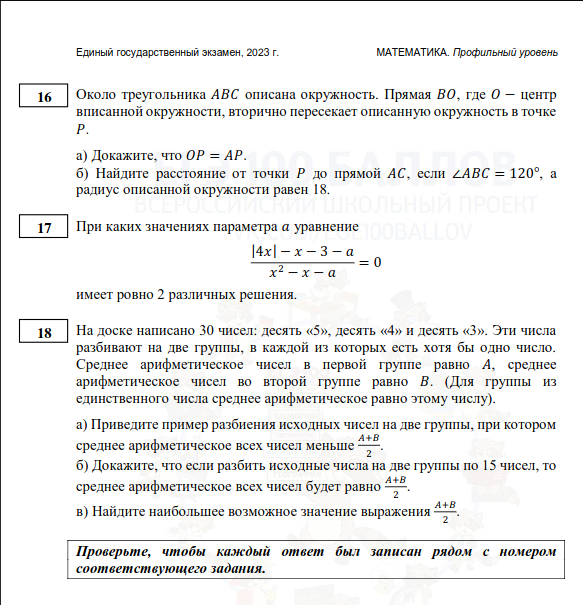 Единый государственный экзамен, 2023 г. МАТЕМАТИКА. Профильный уровень
16 Около треугольника ABC описана окружность. Прямая BO, где O – центр
вписанной окружности, вторично пересекает описанную окружность в точке
P.
а) Докажите, что OP = AP.
б) Найдите расстояние от точки P до прямой AC, если ∠ABC = 120°, а
радиус описанной окружности равен 18.
100 БАЛЛОВ
ВСЕРОССИЙСКИЙ ШКОЛЬНЫЙ ПРОЕКТ
17 При каких значениях параметра a уравнение
(|4x| − x − 3 − a)/(x² − x − a) = 0
имеет ровно 2 различных решения.
18 На доске написано 30 чисел: десять «5», десять «4» и десять «3». Эти числа
разбивают на две группы, в каждой из которых есть хотя бы одно число.
Среднее арифметическое чисел в первой группе равно A, среднее
арифметическое чисел во второй группе равно B. (Для группы из
единственного числа среднее арифметическое равно этому числу).
а) Приведите пример разбиения исходных чисел на две группы, при котором
среднее арифметическое всех чисел меньше (A+B)/2.
б) Докажите, что если разбить исходные числа на две группы по 15 чисел, то
среднее арифметическое всех чисел будет равно (A+B)/2.
в) Найдите наибольшее возможное значение выражения (A+B)/2.
Проверьте, чтобы каждый ответ был записан рядом с номером
соответствующего задания.